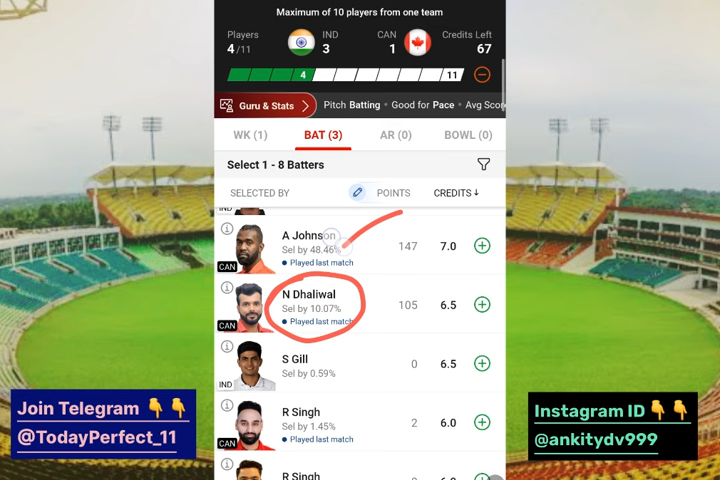 Maximum of 10 players from one team
Players IND CAN Credits Left
4/11 3 1 67
4 11
Guru & Stats Pitch Batting • Good for Pace • Avg Scor
WK (1) BAT (3) AR (0) BOWL (0)
Select 1 - 8 Batters
SELECTED BY POINTS CREDITS↓
IND
A Johnson
Sel by 48.46% 147 7.0
• Played last match
CAN
N Dhaliwal
Sel by 10.07% 105 6.5
• Played last match
CAN
S Gill
Sel by 0.59% 0 6.5
IND
R Singh
Sel by 1.45% 2 6.0
• Played last match
CAN
R Singh
Join Telegram 👇👇
@TodayPerfect_11
Instagram ID👇👇
@ankitydv999